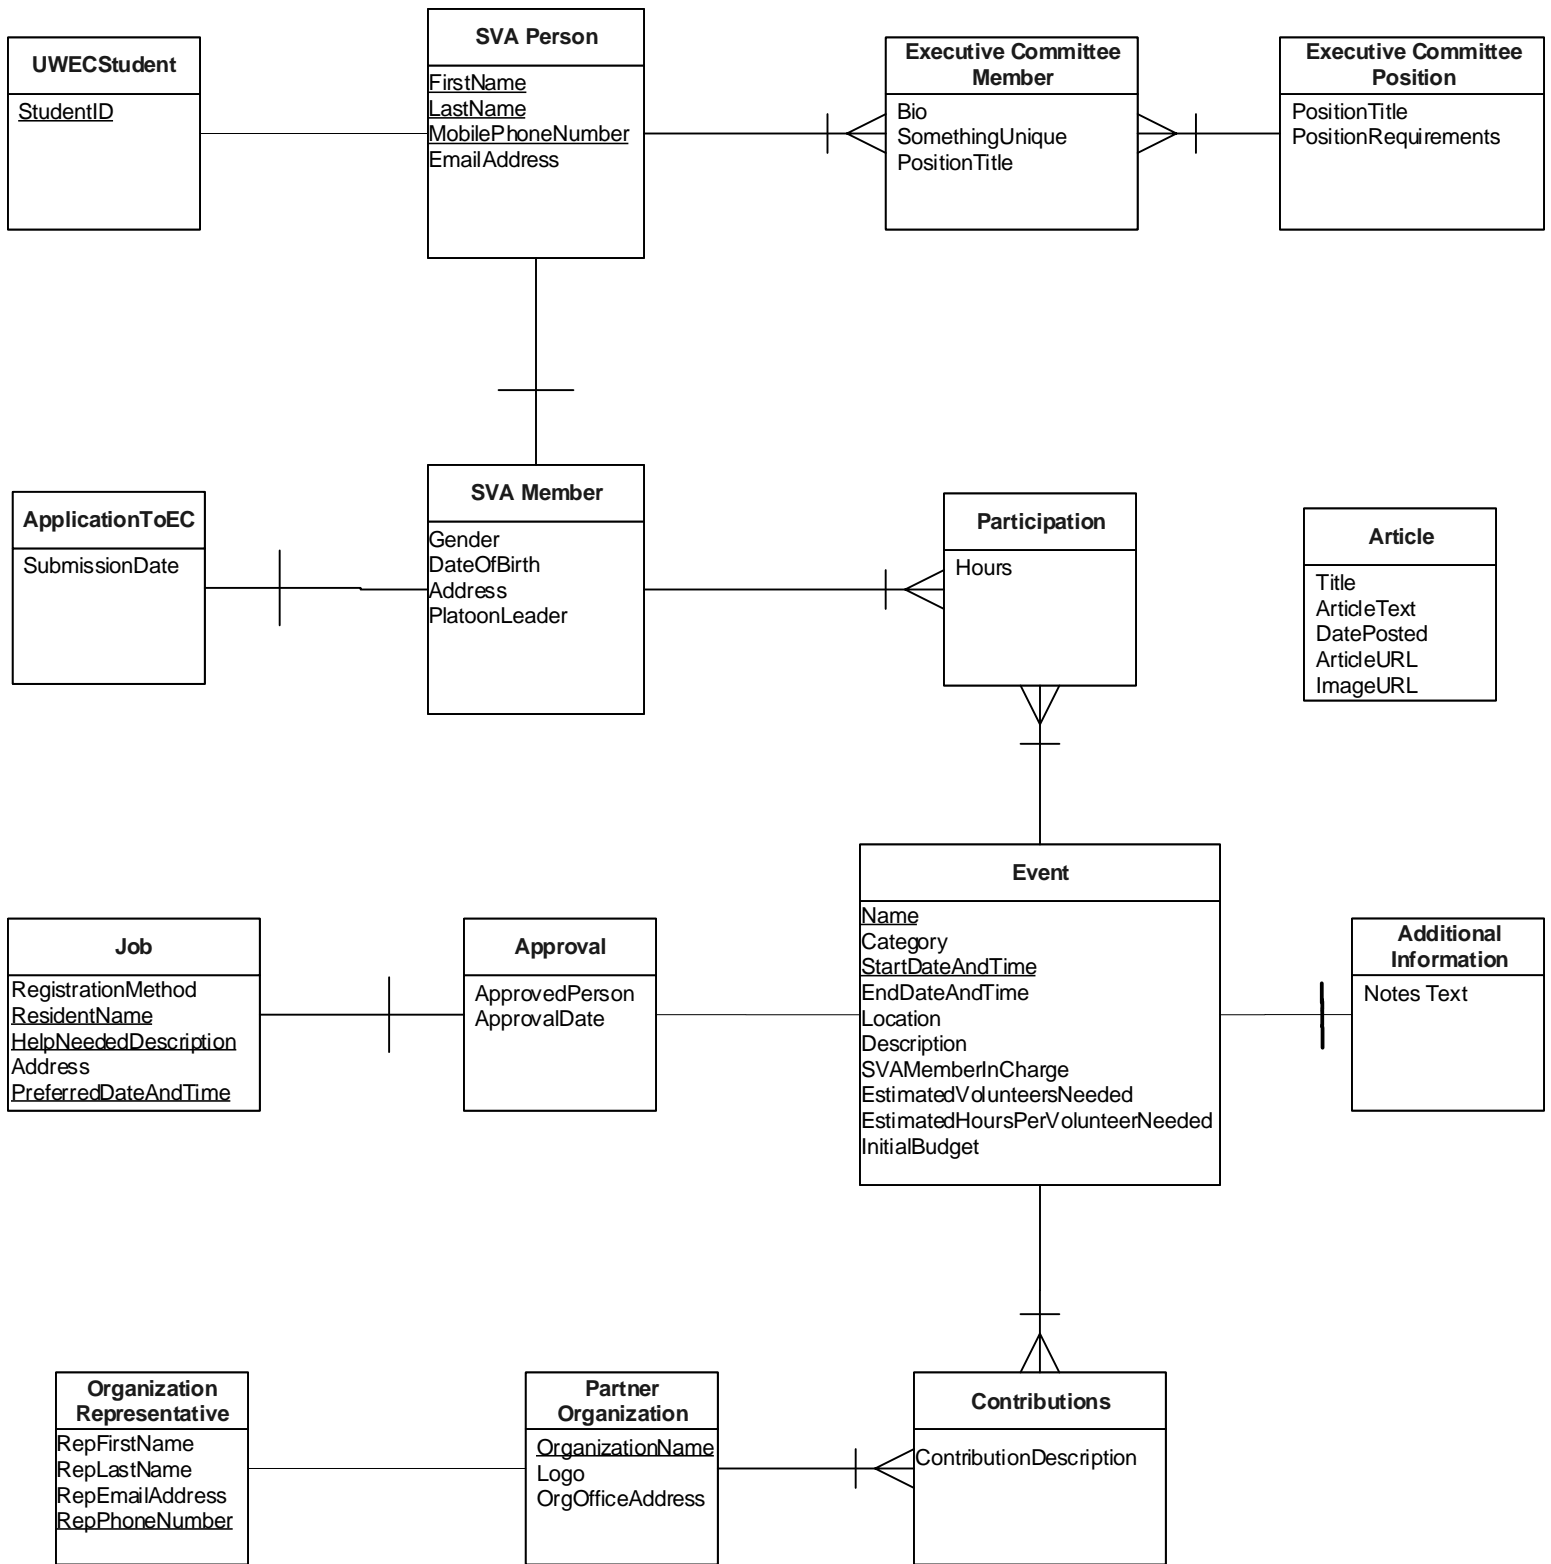 UWECStudent
StudentID
SVA Person
FirstName
LastName
MobilePhoneNumber
EmailAddress
Executive Committee
Member
Bio
SomethingUnique
PositionTitle
Executive Committee
Position
PositionTitle
PositionRequirements
ApplicationToEC
SubmissionDate
SVA Member
Gender
DateOfBirth
Address
PlatoonLeader
Participation
Hours
Article
Title
ArticleText
DatePosted
ArticleURL
ImageURL
Job
RegistrationMethod
ResidentName
HelpNeededDescription
Address
PreferredDateAndTime
Approval
ApprovedPerson
ApprovalDate
Event
Name
Category
StartDateAndTime
EndDateAndTime
Location
Description
SVAMemberInCharge
EstimatedVolunteersNeeded
EstimatedHoursPerVolunteerNeeded
InitialBudget
Additional
Information
Notes Text
Organization
Representative
RepFirstName
RepLastName
RepEmailAddress
RepPhoneNumber
Partner
Organization
OrganizationName
Logo
OrgOfficeAddress
Contributions
ContributionDescription